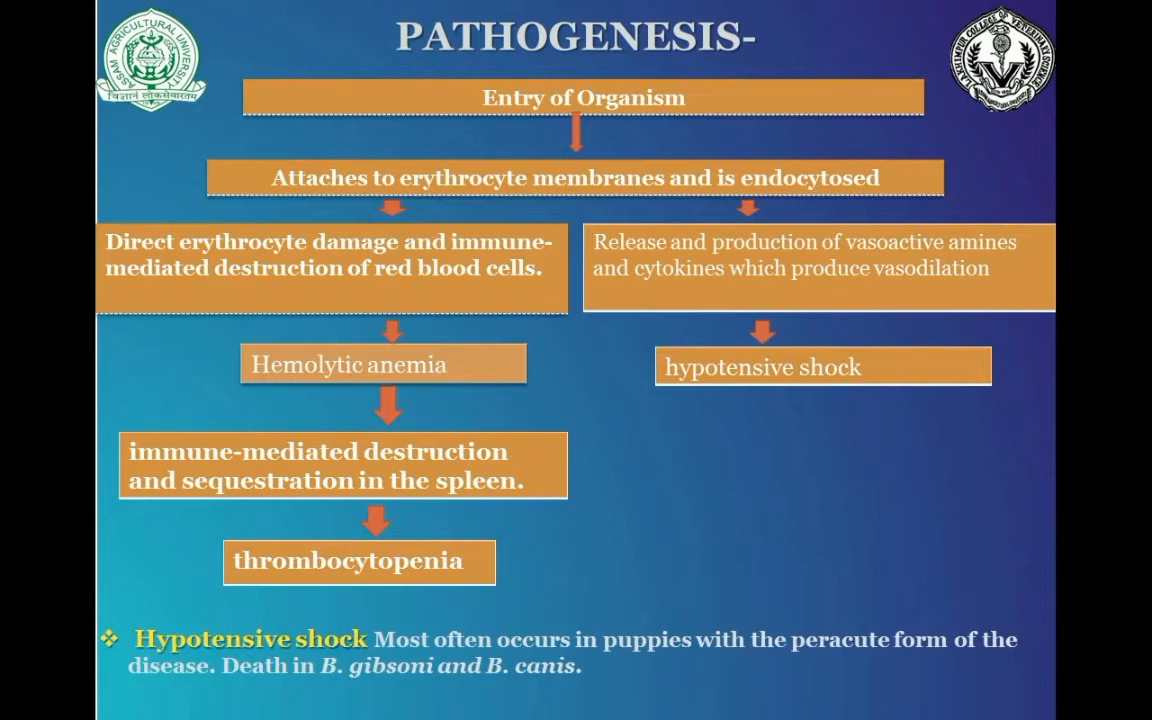 PATHOGENESIS-
ASSAM AGRICULTURAL UNIVERSITY
Entry of Organism
Attaches to erythrocyte membranes and is endocytosed
Direct erythrocyte damage and immune-
mediated destruction of red blood cells.
Release and production of vasoactive amines
and cytokines which produce vasodilation
Hemolytic anemia
hypotensive shock
immune-mediated destruction
and sequestration in the spleen.
thrombocytopenia
❖ Hypotensive shock Most often occurs in puppies with the peracute form of the
disease. Death in B. gibsoni and B. canis.